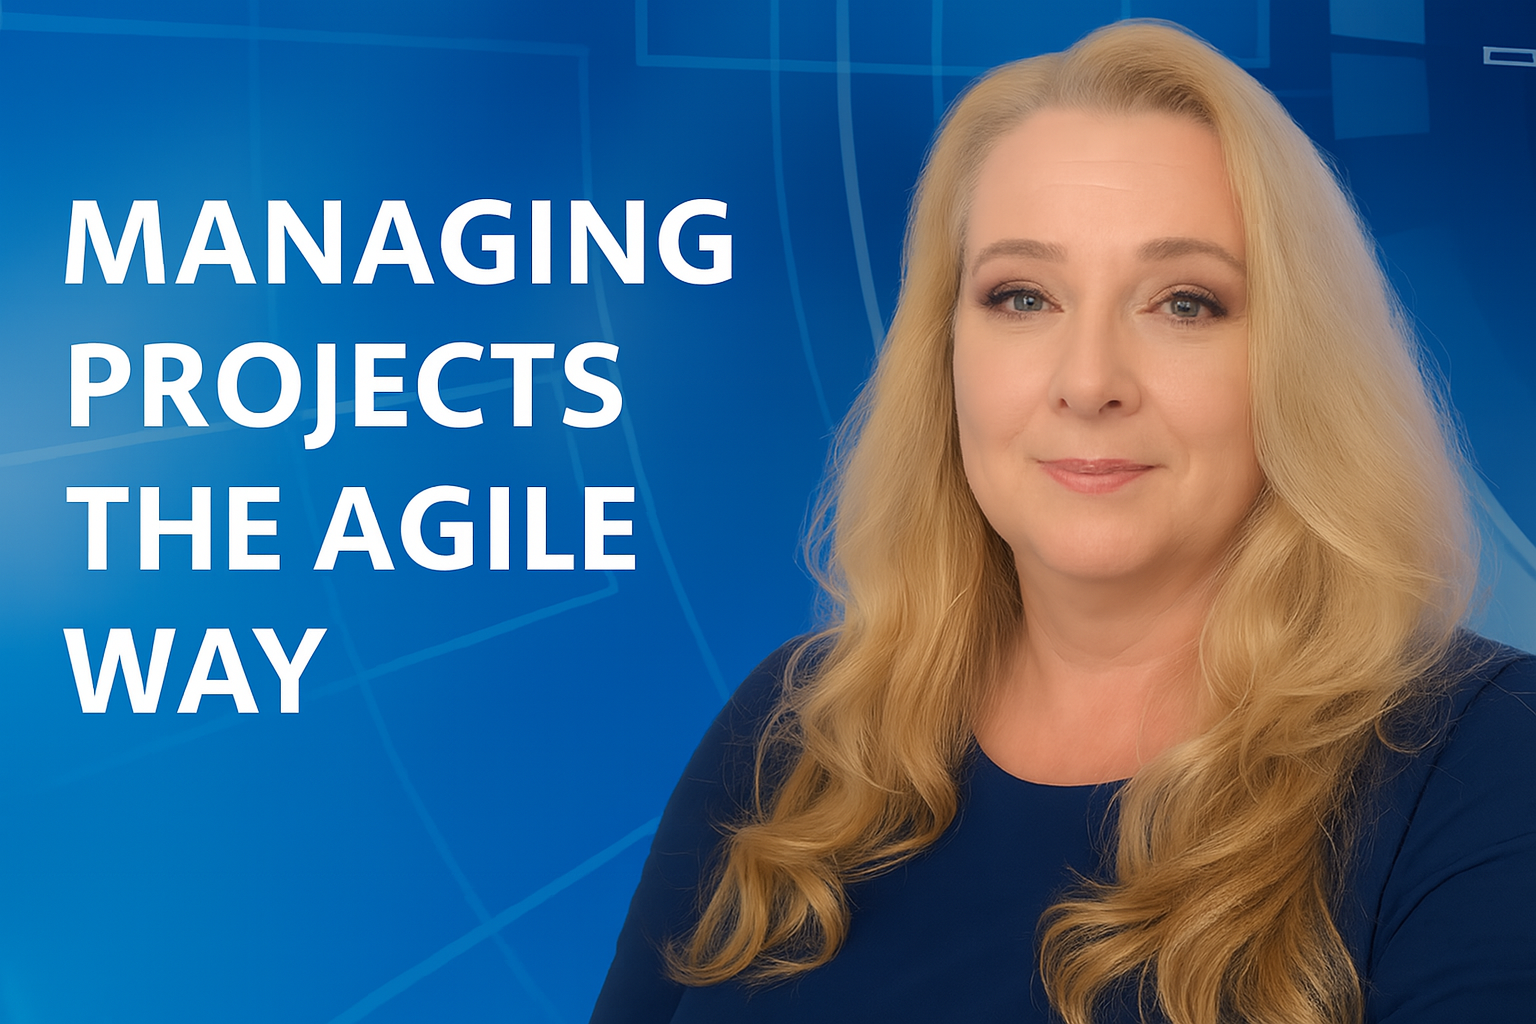 MANAGING
PROJECTS
THE AGILE
WAY